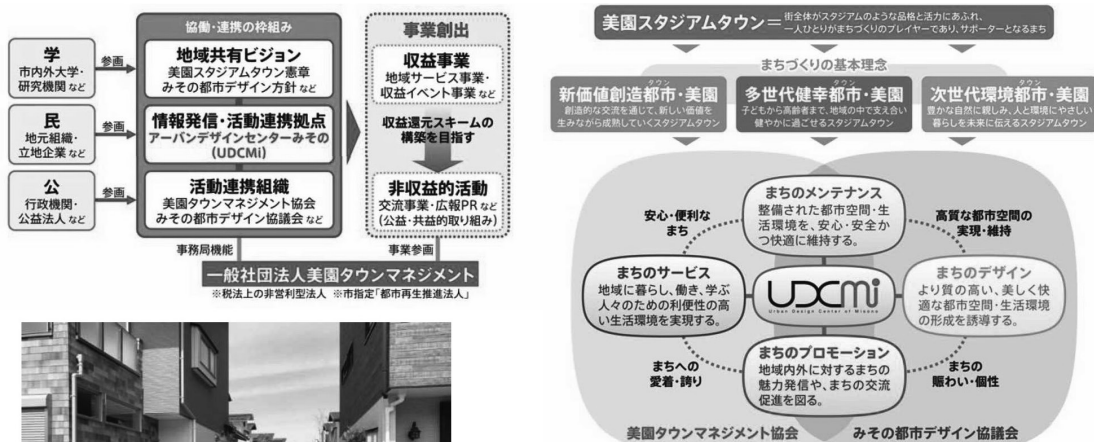 協働・連携の枠組み
学
市内外大学・
研究機関 など
参画
民
地元組織・
立地企業 など
参画
公
行政機関・
公益法人 など
参画
地域共有ビジョン
美園スタジアムタウン憲章
みその都市デザイン方針 など
情報発信・活動連携拠点
アーバンデザインセンターみその
(UDCMi)
活動連携組織
美園タウンマネジメント協会
みその都市デザイン協議会 など
事業創出
収益事業
地域サービス事業・
収益イベント事業 など
収益還元スキームの
構築を目指す
非収益的活動
交流事業・広報PR など
(公益・共益的取り組み)
事務局機能
事業参画
一般社団法人美園タウンマネジメント
※税法上の非営利型法人 ※市指定「都市再生推進法人」
美園スタジアムタウン=
街全体がスタジアムのような品格と活力にあふれ、
一人ひとりがまちづくりのプレイヤーであり、サポーターとなるまち
まちづくりの基本理念
タウン
新価値創造都市・美園
創造的な交流を通じて、新しい価値を
生みながら成熟していくスタジアムタウン
タウン
多世代健幸都市・美園
子どもから高齢者まで、地域の中で支え合い
健やかに過ごせるスタジアムタウン
タウン
次世代環境都市・美園
豊かな自然に親しみ、人と環境にやさしい
暮らしを未来に伝えるスタジアムタウン
まちのメンテナンス
整備された都市空間・生
活環境を、安心・安全か
つ快適に維持する。
安心・便利な
まち
高質な都市空間の
実現・維持
まちのサービス
地域に暮らし、働き、学ぶ
人々のための利便性の高
い生活環境を実現する。
UDCMi
Urban Design Center of Misono
まちのデザイン
より質の高い、美しく快
適な都市空間・生活環境
の形成を誘導する。
まちへの
愛着・誇り
まちの
賑わい・個性
まちのプロモーション
地域内外に対するまちの
魅力発信や、まちの交流
促進を図る。
美園タウンマネジメント協会
みその都市デザイン協議会